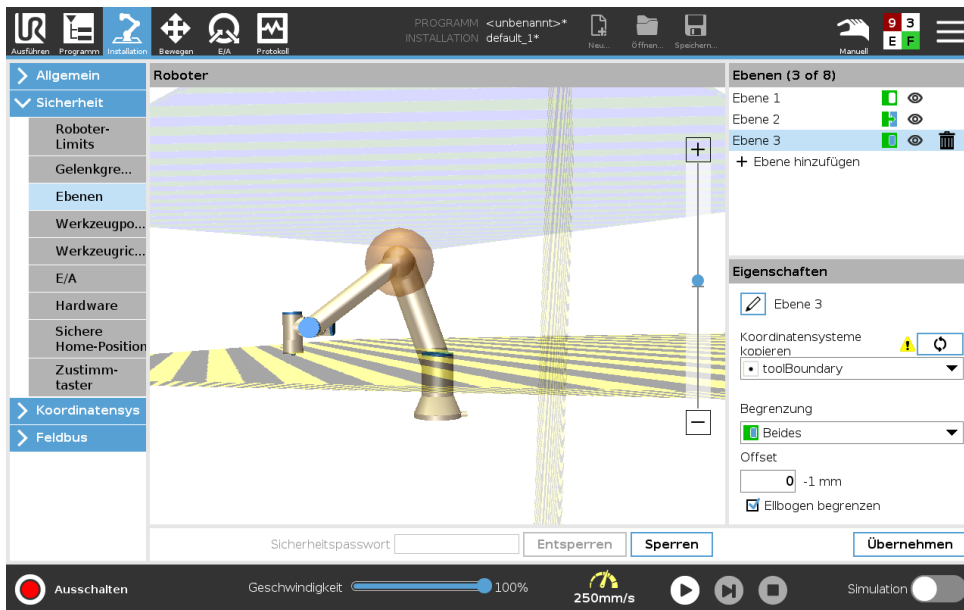 PROGRAMM <unbenannt>*
INSTALLATION default_1*
Ausführen
Programm
Installation
Bewegen
E/A
Protokoll
Neu...
Öffnen...
Speichern...
Manuell
9 3
E F
Allgemein
Sicherheit
Roboter-
Limits
Gelenkgre...
Ebenen
Werkzeugpo...
Werkzeugric...
E/A
Hardware
Sichere
Home-Position
Zustimm-
taster
Koordinatensys
Feldbus
Roboter
Ebenen (3 of 8)
Ebene 1
Ebene 2
Ebene 3
Ebene hinzufügen
Eigenschaften
Ebene 3
Koordinatensysteme
kopieren
toolBoundary
Begrenzung
Beides
Offset
0 -1 mm
Ellbogen begrenzen
Sicherheitspasswort
Entsperren
Sperren
Übernehmen
Ausschalten
Geschwindigkeit 100%
250mm/s
Simulation